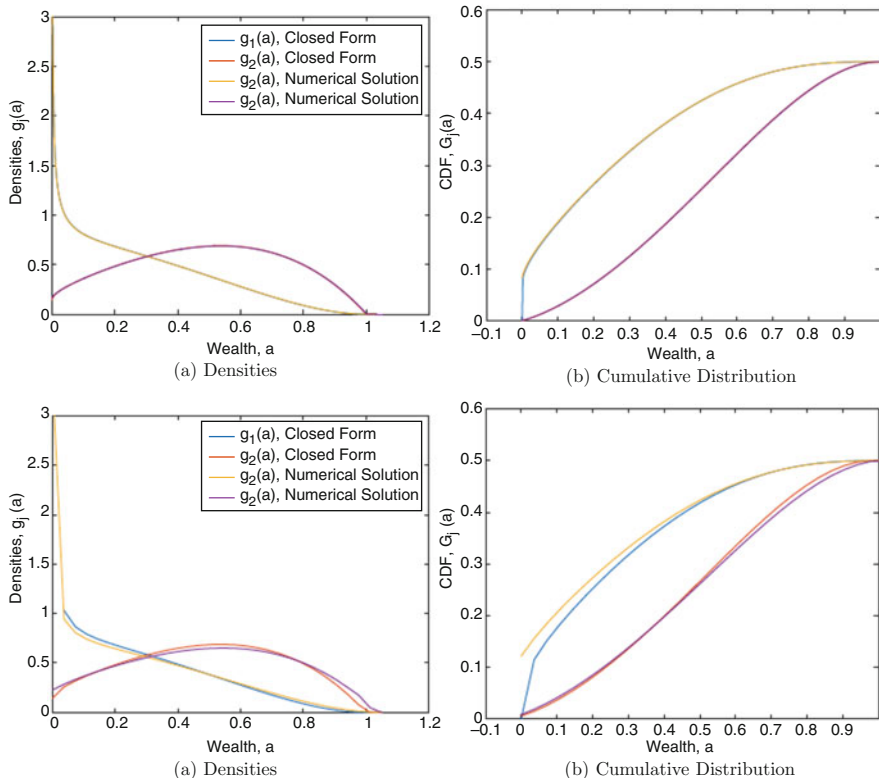 3
2.5
2
1.5
1
0.5
0
Densities, gj(a)
g1(a), Closed Form
g2(a), Closed Form
g2(a), Numerical Solution
g2(a), Numerical Solution
0 0.2 0.4 0.6 0.8 1 1.2
Wealth, a
(a) Densities
0.6
0.5
0.4
0.3
0.2
0.1
0
CDF, Gj(a)
–0.1 0 0.1 0.2 0.3 0.4 0.5 0.6 0.7 0.8 0.9
Wealth, a
(b) Cumulative Distribution
3
2.5
2
1.5
1
0.5
0
Densities, gj (a)
g1(a), Closed Form
g2(a), Closed Form
g2(a), Numerical Solution
g2(a), Numerical Solution
0 0.2 0.4 0.6 0.8 1 1.2
Wealth, a
(a) Densities
0.6
0.5
0.4
0.3
0.2
0.1
0
CDF, Gj (a)
–0.1 0 0.1 0.2 0.3 0.4 0.5 0.6 0.7 0.8 0.9
Wealth, a
(b) Cumulative Distribution